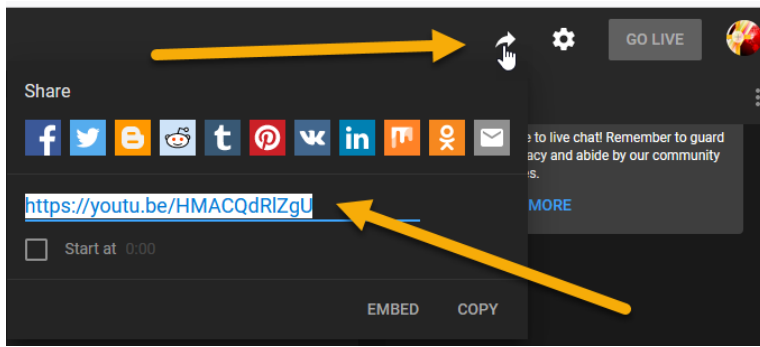 GO LIVE
Share
e to live chat! Remember to guard
acy and abide by our community
es.
MORE
https://youtu.be/HMACQdRlZgU
Start at 0:00
EMBED COPY